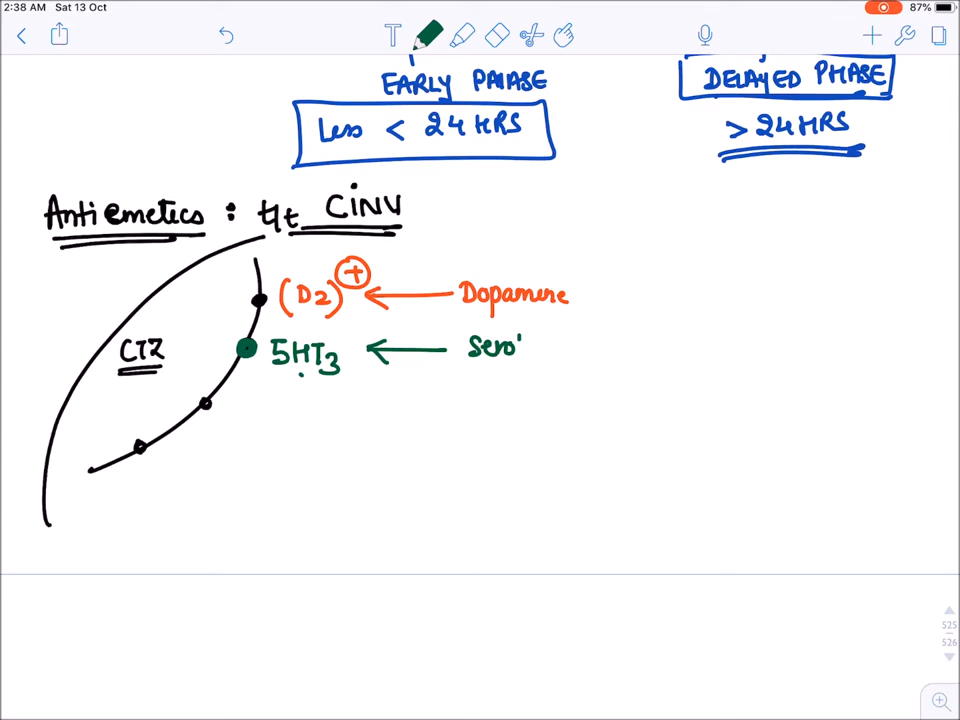 2:38 AM Sat 13 Oct 87%
T
EARLY PHASE DELAYED PHASE
Less < 24 HRS > 24 HRS
Antiemetics : t/t CiNV
(D2) + ← Dopamine
CTZ 5HT3 ← Sero'
525
526